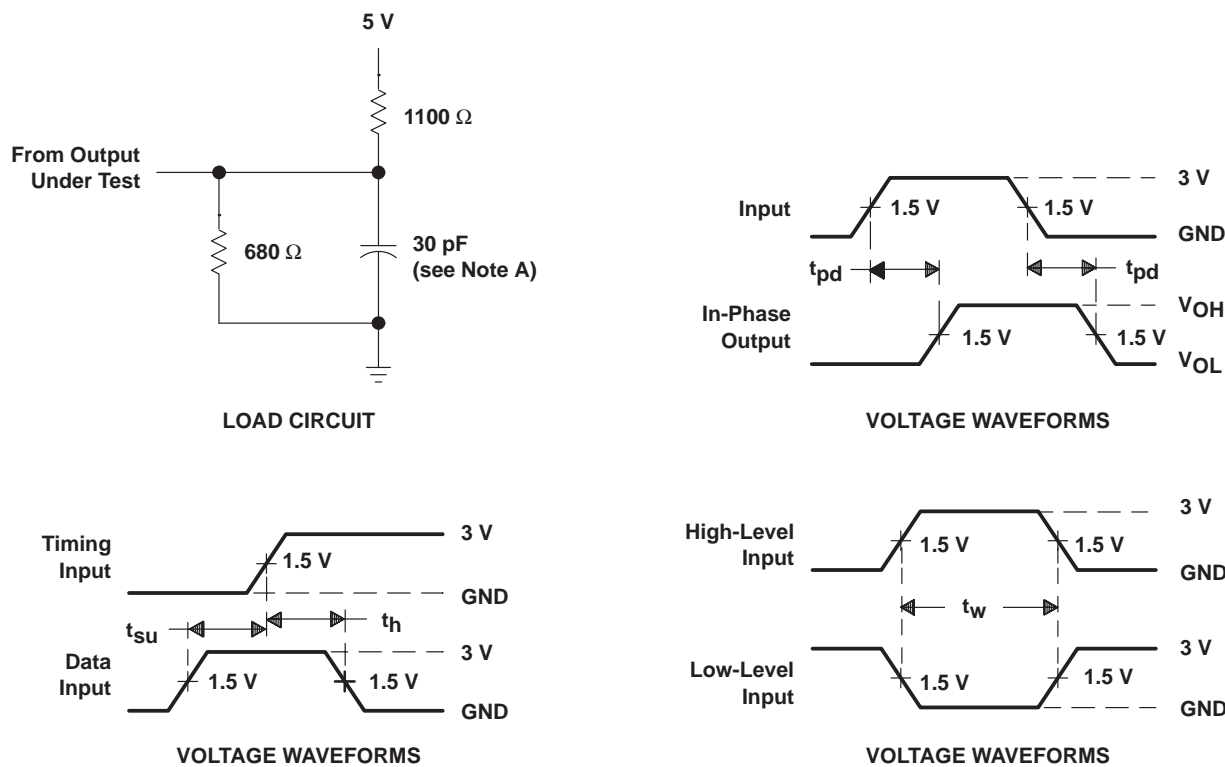 5 V
1100 Ω
From Output
Under Test
680 Ω
30 pF
(see Note A)
LOAD CIRCUIT
3 V
Input
1.5 V
1.5 V
GND
tpd
tpd
In-Phase
Output
VOH
1.5 V
1.5 V
VOL
VOLTAGE WAVEFORMS
Timing
Input
3 V
1.5 V
GND
tsu
th
Data
Input
3 V
1.5 V
1.5 V
GND
VOLTAGE WAVEFORMS
High-Level
Input
3 V
1.5 V
1.5 V
GND
tw
Low-Level
Input
3 V
1.5 V
1.5 V
GND
VOLTAGE WAVEFORMS